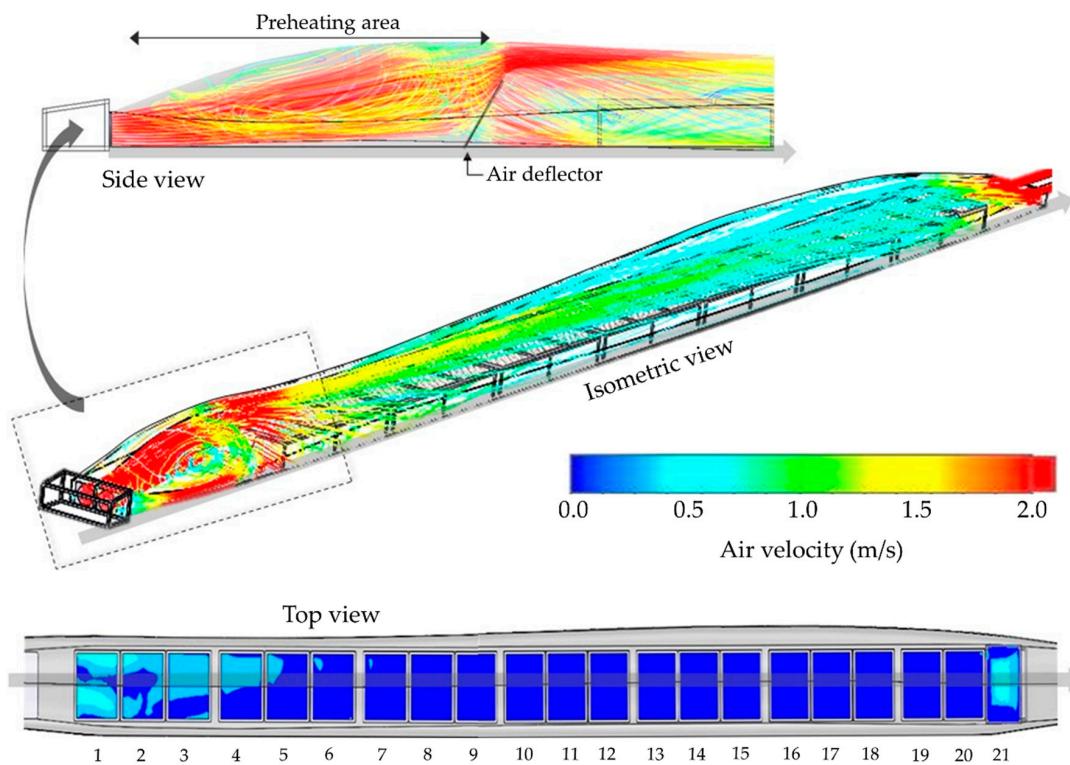 Preheating area
Side view
Air deflector
Isometric view
0.0 0.5 1.0 1.5 2.0
Air velocity (m/s)
Top view
1 2 3 4 5 6 7 8 9 10 11 12 13 14 15 16 17 18 19 20 21